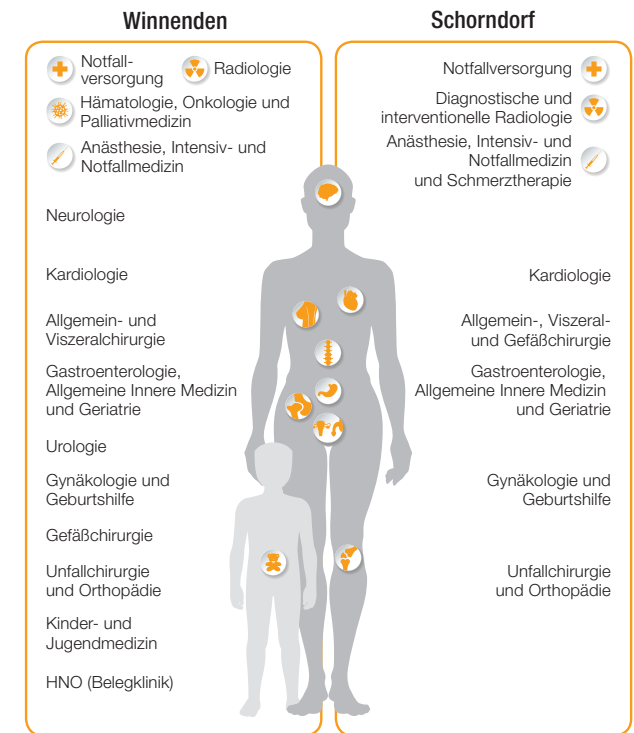 Winnenden
Notfall-
versorgung
Radiologie
Hämatologie, Onkologie und
Palliativmedizin
Anästhesie, Intensiv- und
Notfallmedizin
Neurologie
Kardiologie
Allgemein- und
Viszeralchirurgie
Gastroenterologie,
Allgemeine Innere Medizin
und Geriatrie
Urologie
Gynäkologie und
Geburtshilfe
Gefäßchirurgie
Unfallchirurgie
und Orthopädie
Kinder- und
Jugendmedizin
HNO (Belegklinik)
Schorndorf
Notfallversorgung
Diagnostische und
interventionelle Radiologie
Anästhesie, Intensiv- und
Notfallmedizin
und Schmerztherapie
Kardiologie
Allgemein-, Viszeral-
und Gefäßchirurgie
Gastroenterologie,
Allgemeine Innere Medizin
und Geriatrie
Gynäkologie und
Geburtshilfe
Unfallchirurgie
und Orthopädie